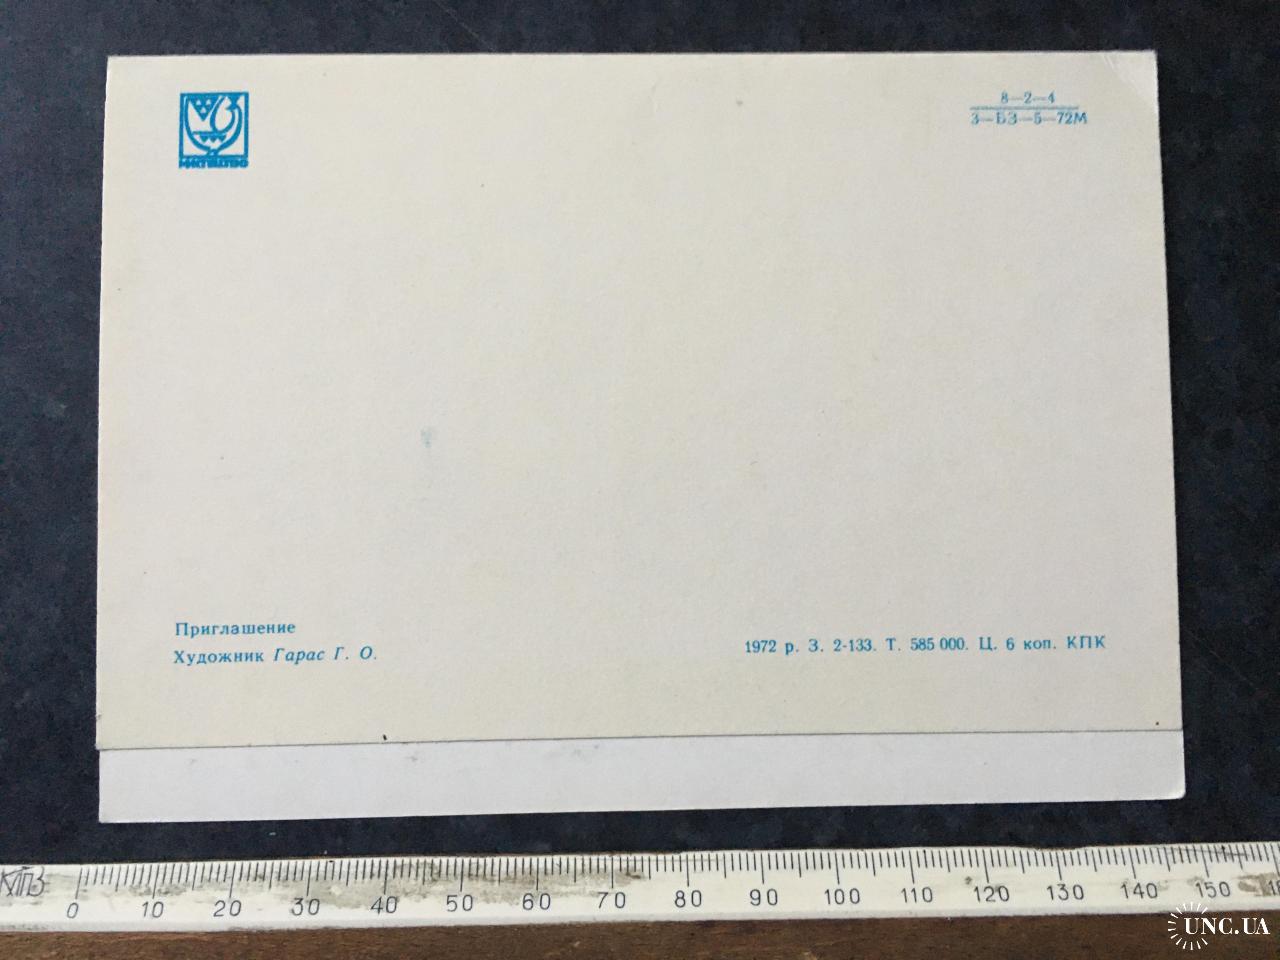 МИСТЕЦТВО
8—2—4
3—БЗ—5—72М
Приглашение
Художник Гарас Г. О.
1972 р. З. 2-133. Т. 585 000. Ц. 6 коп. КПК
0 10 20 30 40 50 60 70 80 90 100 110 120 130 140 150
UNC.UA